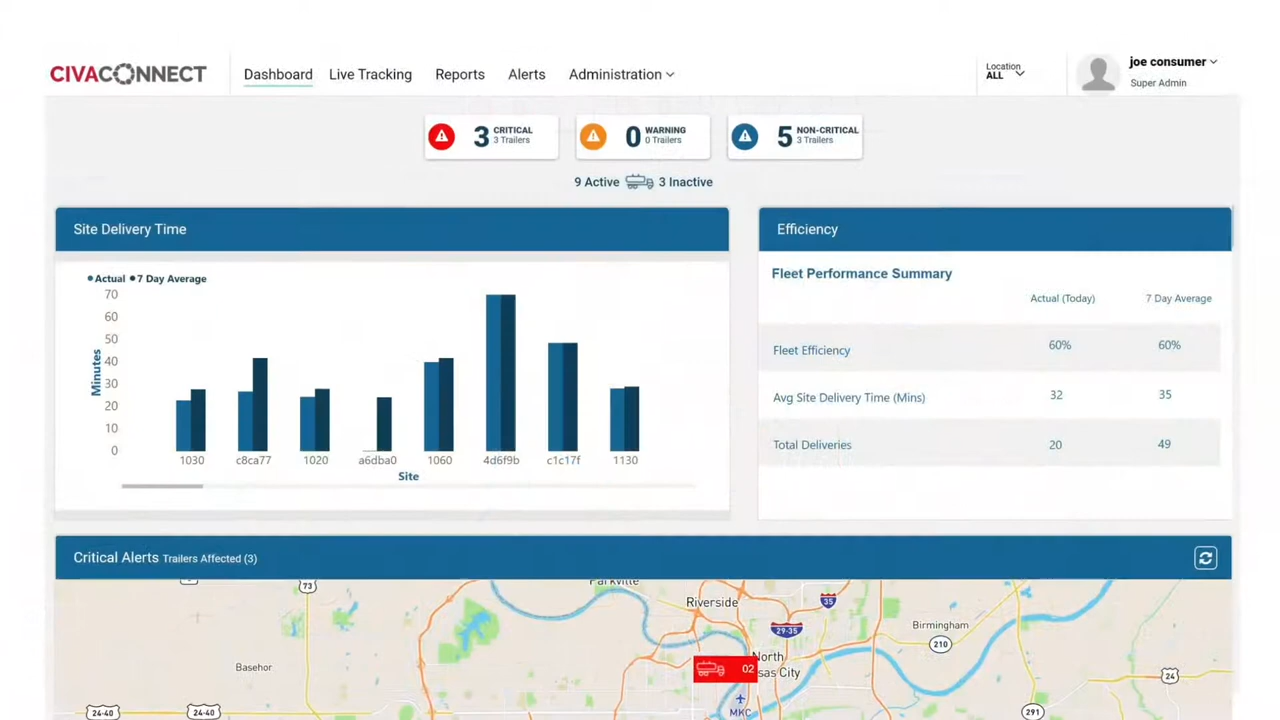 CIVACONNECT
Dashboard
Live Tracking
Reports
Alerts
Administration
Location
ALL
joe consumer
Super Admin
3 CRITICAL
3 Trailers
0 WARNING
0 Trailers
5 NON-CRITICAL
3 Trailers
9 Active
3 Inactive
Site Delivery Time
Actual
7 Day Average
70
60
50
40
30
20
10
0
Minutes
1030
c8ca77
1020
a6dba0
1060
4d6f9b
c1c17f
1130
Site
Efficiency
Fleet Performance Summary
Actual (Today)
7 Day Average
Fleet Efficiency
60%
60%
Avg Site Delivery Time (Mins)
32
35
Total Deliveries
20
49
Critical Alerts Trailers Affected (3)
73
Parkville
Riverside
35
29-35
Birmingham
210
Basehor
02
North
sas City
24
MKC
24-40
24-40
291